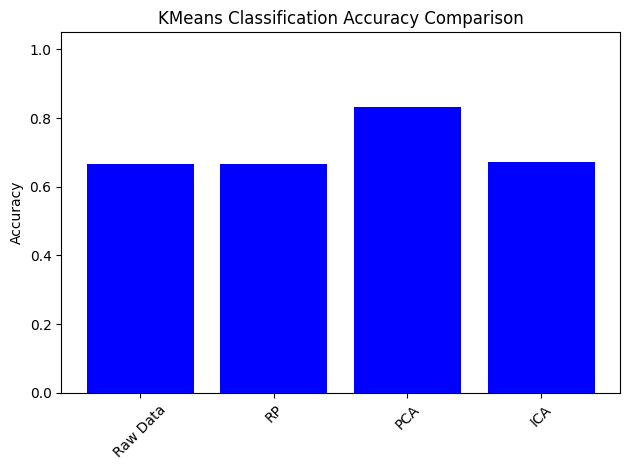 KMeans Classification Accuracy Comparison
1.0
0.8
0.6
0.4
0.2
0.0
Accuracy
Raw Data
RP
PCA
ICA